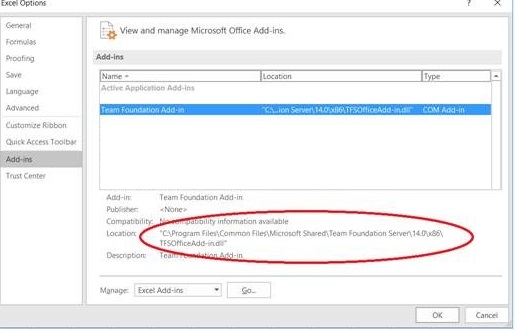 Excel Options
? ×
General
Formulas
Proofing
Save
Language
Advanced
Customize Ribbon
Quick Access Toolbar
Add-ins
Trust Center
View and manage Microsoft Office Add-ins.
Add-ins
Name Location Type
Active Application Add-ins
Team Foundation Add-in "C:\...ion Server\14.0\x86\TFSOfficeAdd-in.dll" COM Add-in
Add-in: Team Foundation Add-in
Publisher: <None>
Compatibility: No compatibility information available
Location: "C:\Program Files\Common Files\Microsoft Shared\Team Foundation Server\14.0\x86\
TFSOfficeAdd-in.dll"
Description: Team Foundation Add-in
Manage: Excel Add-ins Go...
OK Cancel